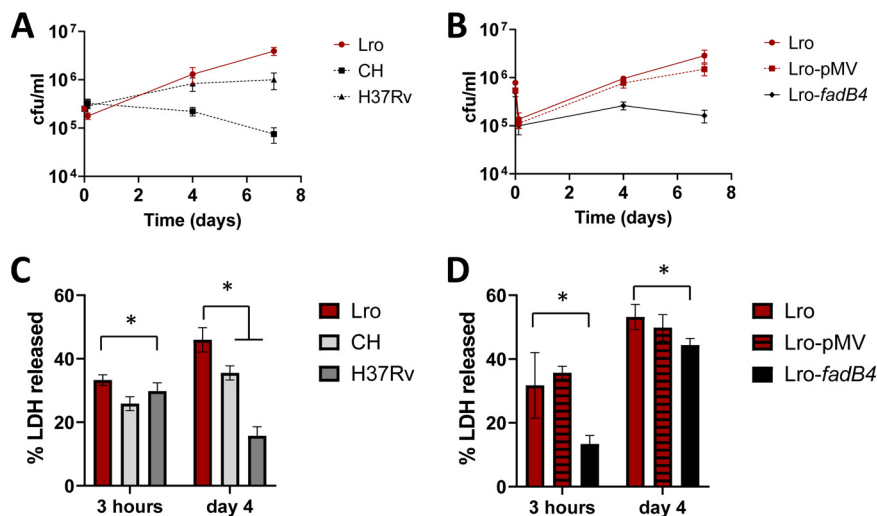 A
cfu/ml
10^7
10^6
10^5
10^4
0 2 4 6 8
Time (days)
Lro
CH
H37Rv
B
cfu/ml
10^7
10^6
10^5
10^4
0 2 4 6 8
Time (days)
Lro
Lro-pMV
Lro-fadB4
C
% LDH released
60
40
20
0
*
*
3 hours day 4
Lro
CH
H37Rv
D
% LDH released
60
40
20
0
*
*
3 hours day 4
Lro
Lro-pMV
Lro-fadB4